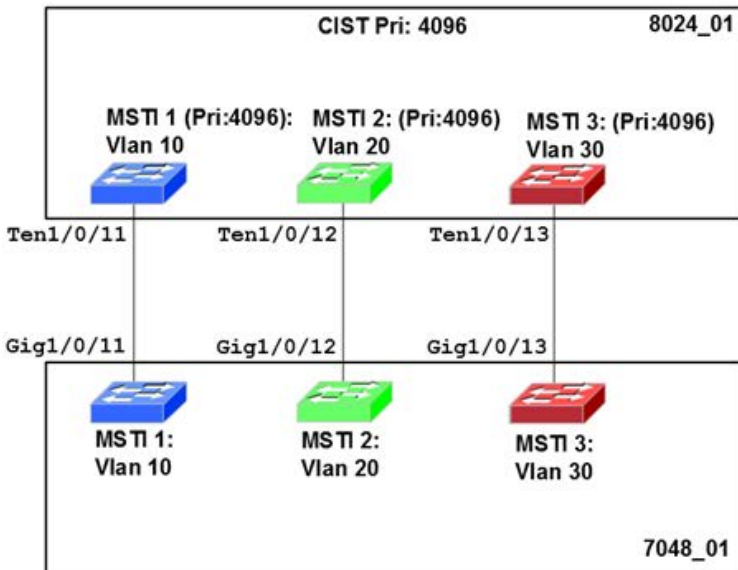 CIST Pri: 4096
8024_01
MSTI 1 (Pri:4096):
Vlan 10
MSTI 2: (Pri:4096)
Vlan 20
MSTI 3: (Pri:4096)
Vlan 30
Ten1/0/11
Ten1/0/12
Ten1/0/13
Gig1/0/11
Gig1/0/12
Gig1/0/13
MSTI 1:
Vlan 10
MSTI 2:
Vlan 20
MSTI 3:
Vlan 30
7048_01